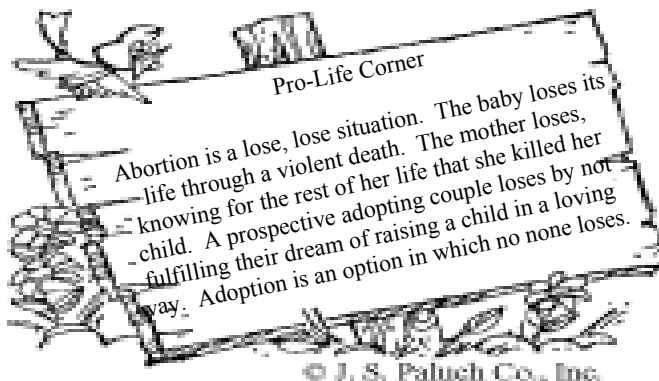 Pro-Life Corner
Abortion is a lose, lose situation. The baby loses its
life through a violent death. The mother loses,
knowing for the rest of her life that she killed her
child. A prospective adopting couple loses by not
fulfilling their dream of raising a child in a loving
way. Adoption is an option in which no none loses.
© J. S. Paluch Co., Inc.